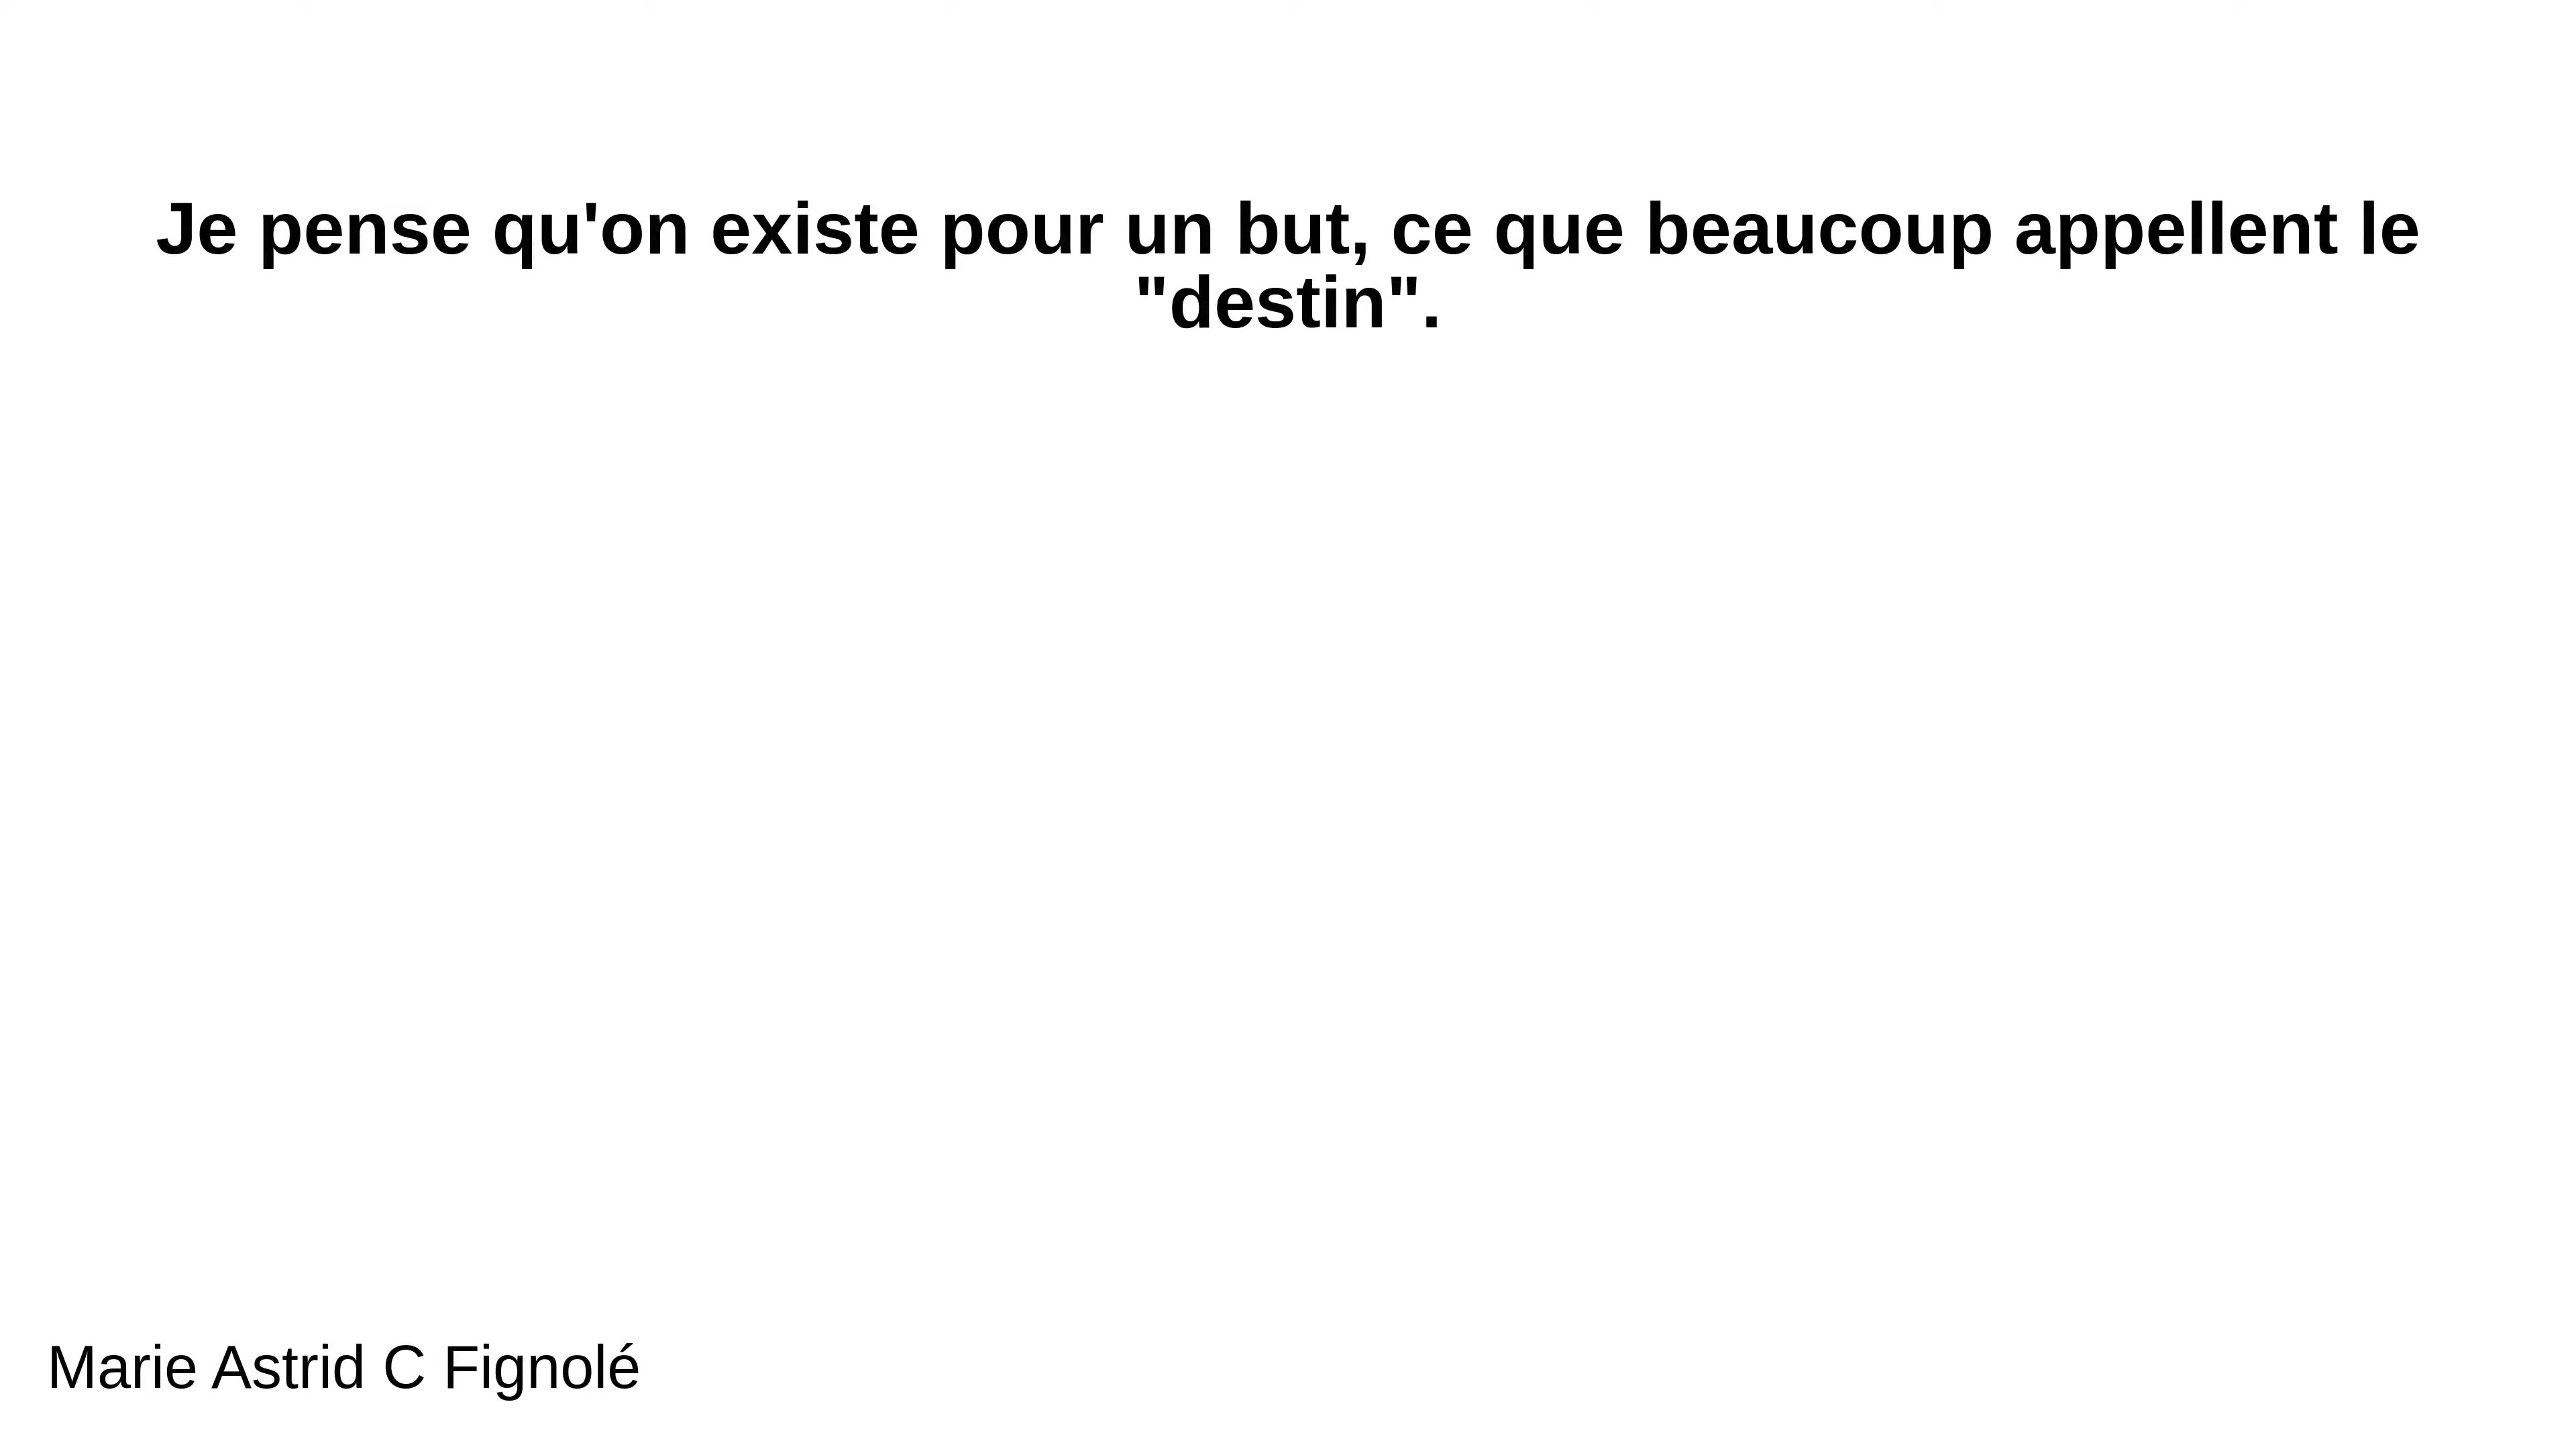 Je pense qu'on existe pour un but, ce que beaucoup appellent le
"destin".
Marie Astrid C Fignolé